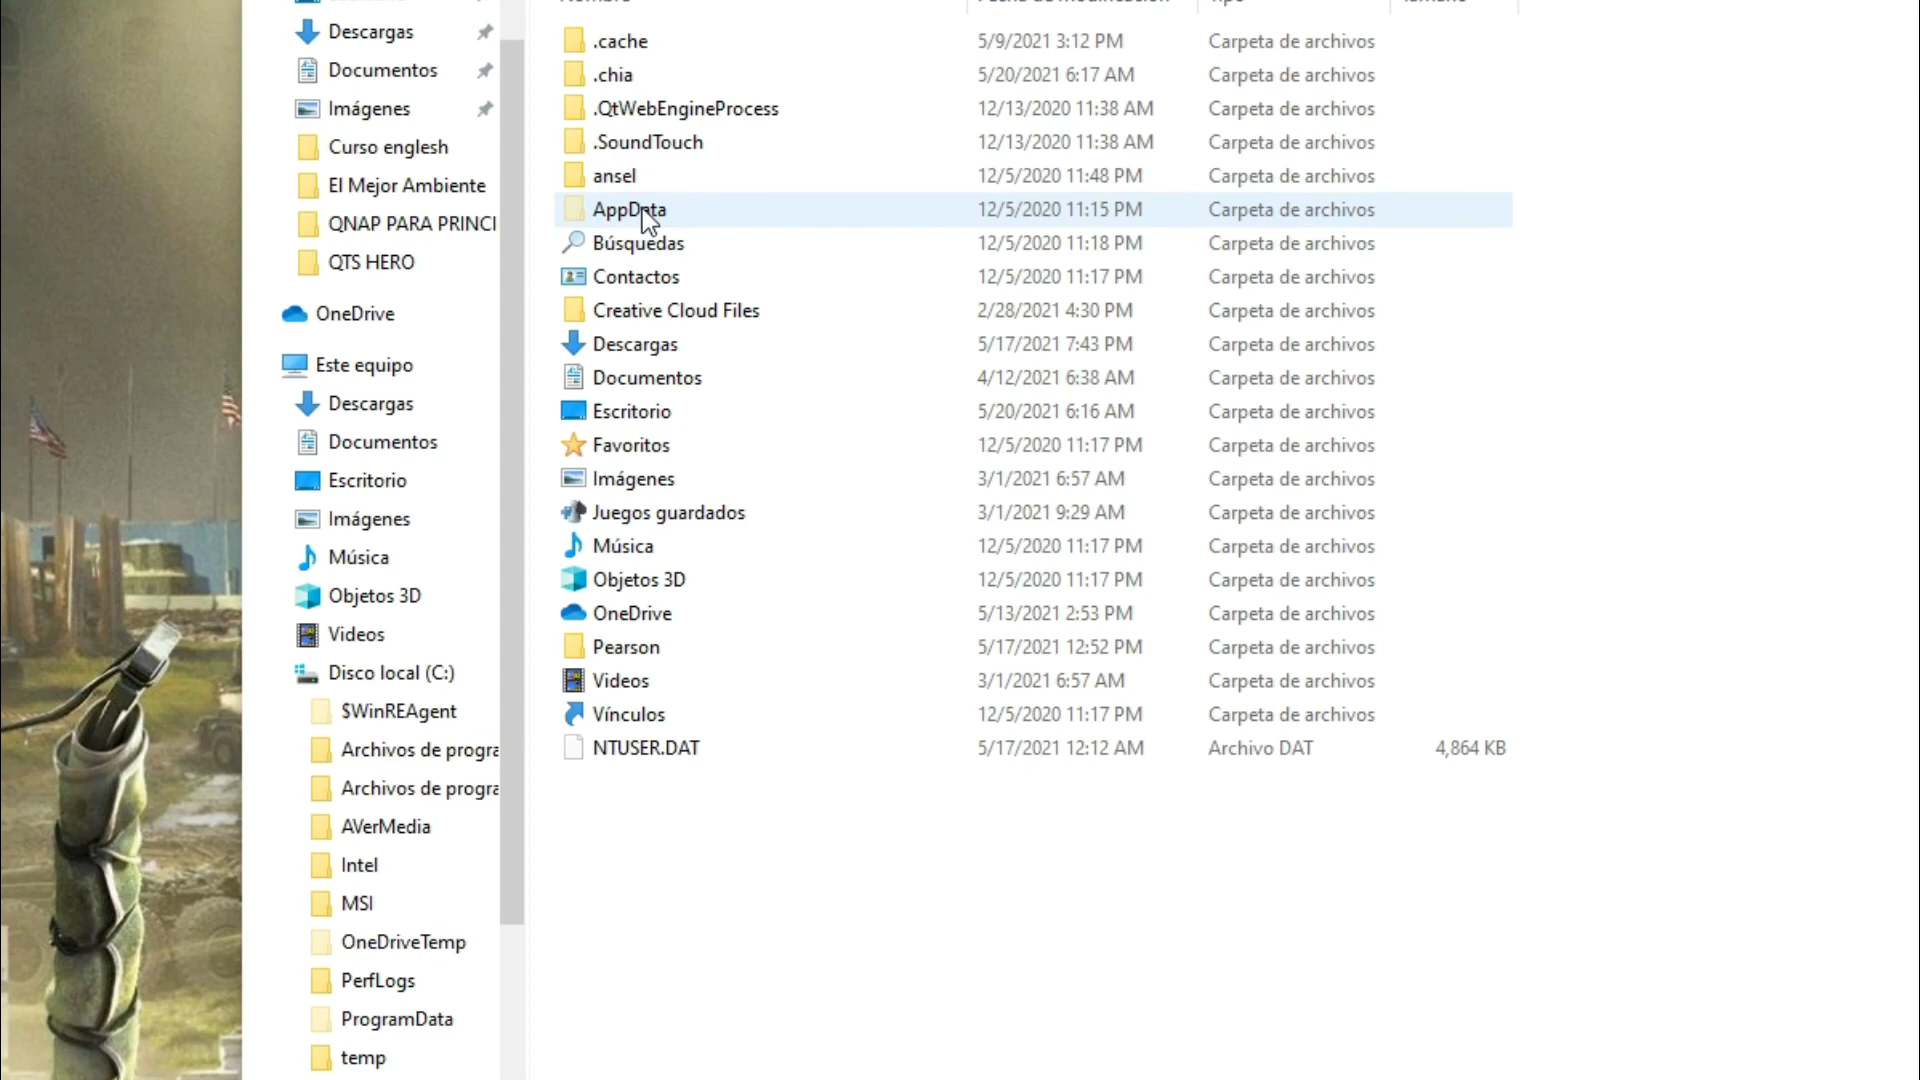 Descargas
Documentos
Imágenes
Curso englesh
El Mejor Ambiente
QNAP PARA PRINCI
QTS HERO
OneDrive
Este equipo
Descargas
Documentos
Escritorio
Imágenes
Música
Objetos 3D
Videos
Disco local (C:)
$WinREAgent
Archivos de progra
Archivos de progra
AVerMedia
Intel
MSI
OneDriveTemp
PerfLogs
ProgramData
temp
.cache 5/9/2021 3:12 PM Carpeta de archivos
.chia 5/20/2021 6:17 AM Carpeta de archivos
.QtWebEngineProcess 12/13/2020 11:38 AM Carpeta de archivos
.SoundTouch 12/13/2020 11:38 AM Carpeta de archivos
ansel 12/5/2020 11:48 PM Carpeta de archivos
AppData 12/5/2020 11:15 PM Carpeta de archivos
Búsquedas 12/5/2020 11:18 PM Carpeta de archivos
Contactos 12/5/2020 11:17 PM Carpeta de archivos
Creative Cloud Files 2/28/2021 4:30 PM Carpeta de archivos
Descargas 5/17/2021 7:43 PM Carpeta de archivos
Documentos 4/12/2021 6:38 AM Carpeta de archivos
Escritorio 5/20/2021 6:16 AM Carpeta de archivos
Favoritos 12/5/2020 11:17 PM Carpeta de archivos
Imágenes 3/1/2021 6:57 AM Carpeta de archivos
Juegos guardados 3/1/2021 9:29 AM Carpeta de archivos
Música 12/5/2020 11:17 PM Carpeta de archivos
Objetos 3D 12/5/2020 11:17 PM Carpeta de archivos
OneDrive 5/13/2021 2:53 PM Carpeta de archivos
Pearson 5/17/2021 12:52 PM Carpeta de archivos
Videos 3/1/2021 6:57 AM Carpeta de archivos
Vínculos 12/5/2020 11:17 PM Carpeta de archivos
NTUSER.DAT 5/17/2021 12:12 AM Archivo DAT 4,864 KB